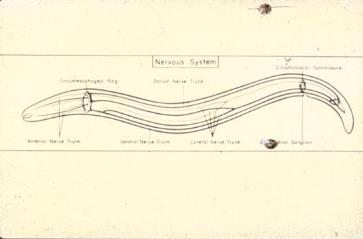 Nervous System
Circumesophageal Ring
Dorsal Nerve Trunk
Circumcloacal Commissure
Anterior Nerve Trunk
Ventral Nerve Trunk
Lateral Nerve Trunk
Ganglion